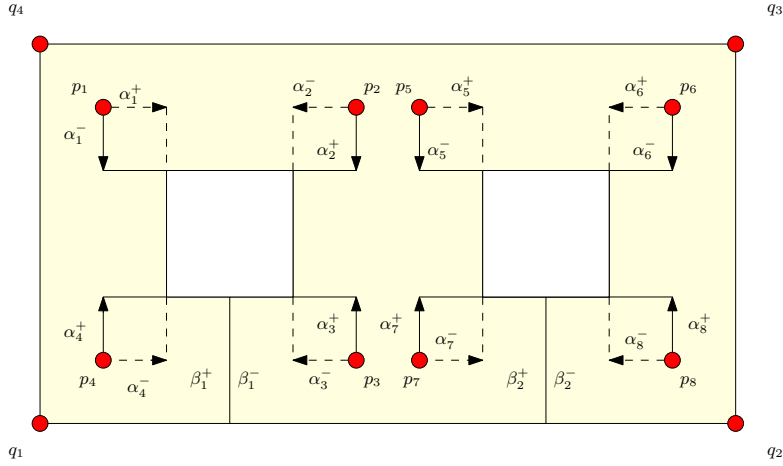 q₄ q₃
p₁ α₁⁺ α₂⁻ p₂ p₅ α₅⁺ α₆⁺ p₆
α₁⁻ α₂⁺ α₅⁻ α₆⁻
α₄⁺ α₃⁺ α₇⁺ α₇⁻ α₈⁻ α₈⁺
p₄ α₄⁻ β₁⁺ β₁⁻ α₃⁻ p₃ p₇ β₂⁺ β₂⁻ p₈
q₁ q₂